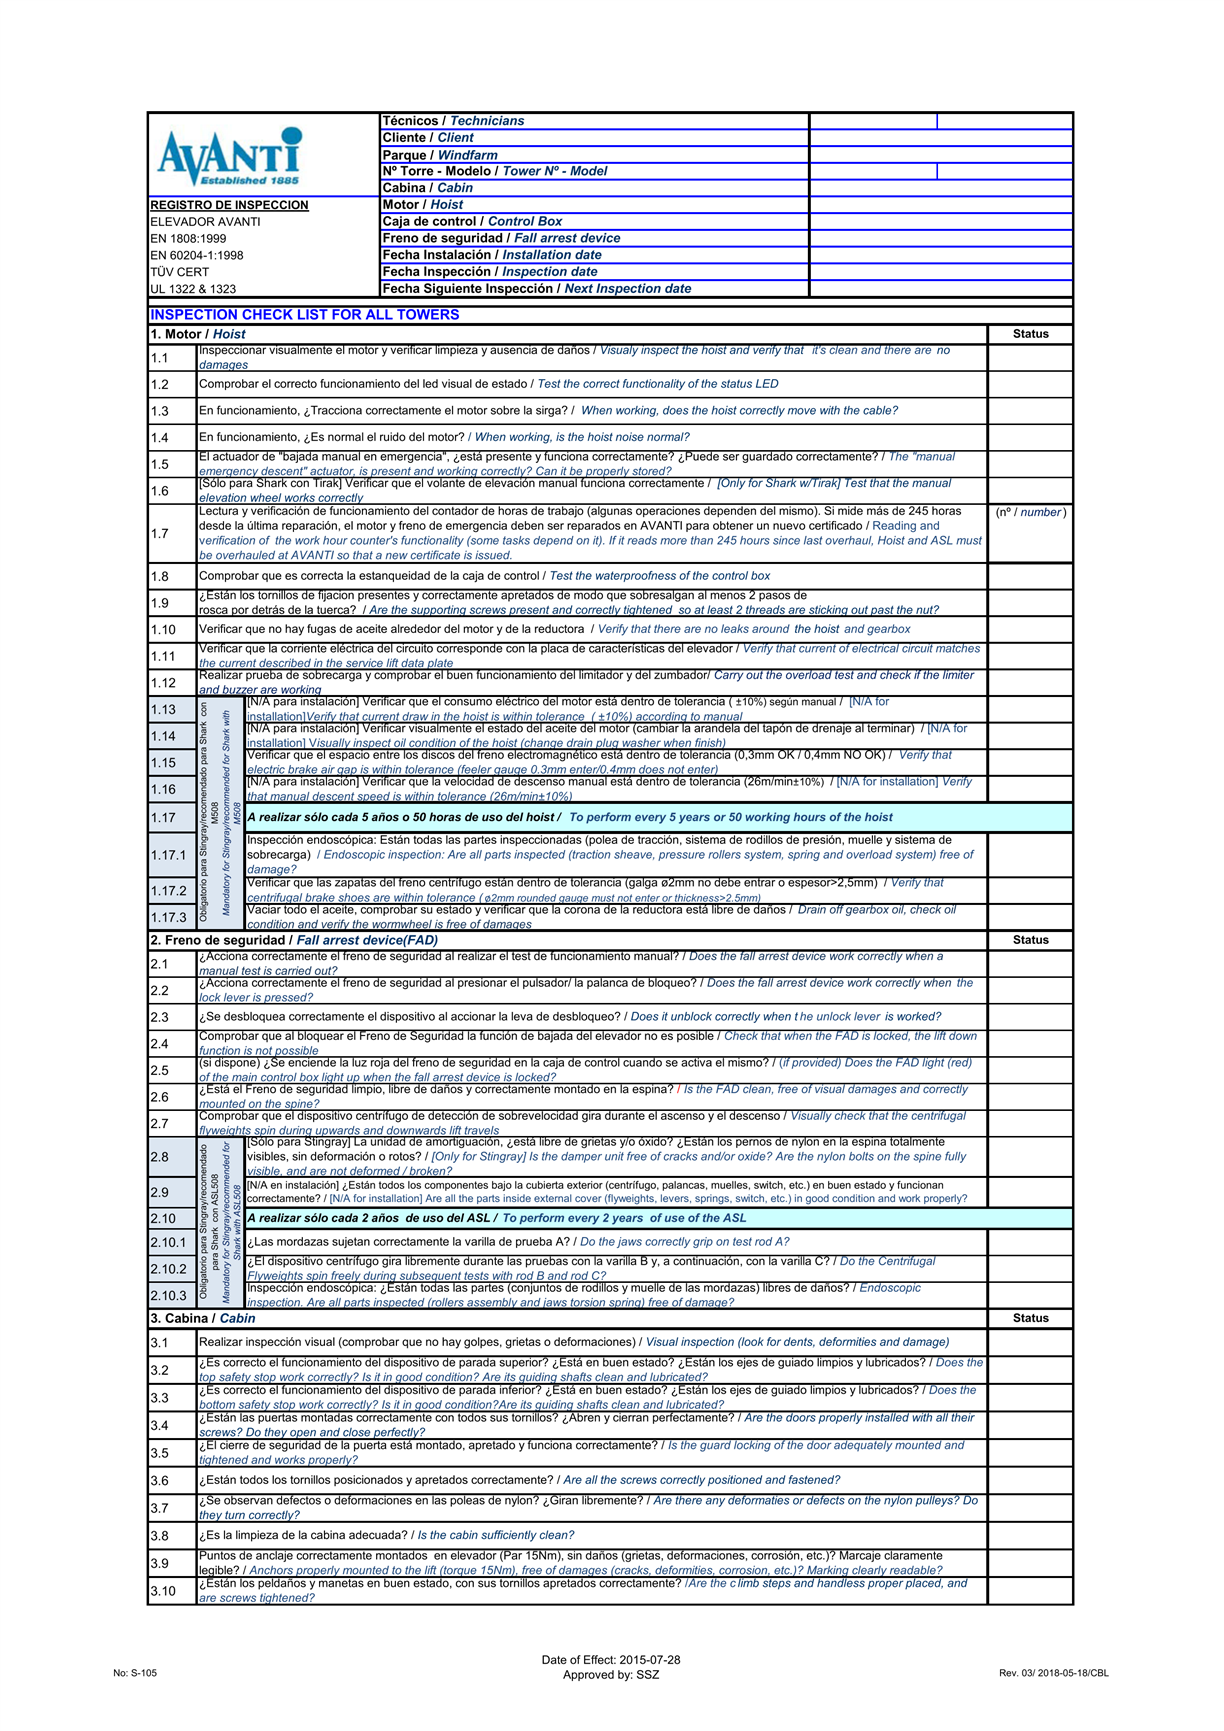 AVANTI
Established 1885
Técnicos / Technicians
Cliente / Client
Parque / Windfarm
Nº Torre - Modelo / Tower Nº - Model
Cabina / Cabin
REGISTRO DE INSPECCION
Motor / Hoist
ELEVADOR AVANTI
Caja de control / Control Box
EN 1808:1999
Freno de seguridad / Fall arrest device
EN 60204-1:1998
Fecha Instalación / Installation date
TÜV CERT
Fecha Inspección / Inspection date
UL 1322 & 1323
Fecha Siguiente Inspección / Next Inspection date
INSPECTION CHECK LIST FOR ALL TOWERS
1. Motor / Hoist Status
1.1 Inspeccionar visualmente el motor y verificar limpieza y ausencia de daños / Visualy inspect the hoist and verify that it's clean and there are no
damages
1.2 Comprobar el correcto funcionamiento del led visual de estado / Test the correct functionality of the status LED
1.3 En funcionamiento, ¿Tracciona correctamente el motor sobre la sirga? / When working, does the hoist correctly move with the cable?
1.4 En funcionamiento, ¿Es normal el ruido del motor? / When working, is the hoist noise normal?
1.5 El actuador de "bajada manual en emergencia", ¿está presente y funciona correctamente? ¿Puede ser guardado correctamente? / The "manual
emergency descent" actuator, is present and working correctly? Can it be properly stored?
1.6 [Sólo para Shark con Tirak] Verificar que el volante de elevación manual funciona correctamente / [Only for Shark w/Tirak] Test that the manual
elevation wheel works correctly
1.7 Lectura y verificación de funcionamiento del contador de horas de trabajo (algunas operaciones dependen del mismo). Si mide más de 245 horas (nº / number)
desde la última reparación, el motor y freno de emergencia deben ser reparados en AVANTI para obtener un nuevo certificado / Reading and
verification of the work hour counter's functionality (some tasks depend on it). If it reads more than 245 hours since last overhaul, Hoist and ASL must
be overhauled at AVANTI so that a new certificate is issued.
1.8 Comprobar que es correcta la estanqueidad de la caja de control / Test the waterproofness of the control box
1.9 ¿Están los tornillos de fijacion presentes y correctamente apretados de modo que sobresalgan al menos 2 pasos de
rosca por detrás de la tuerca? / Are the supporting screws present and correctly tightened so at least 2 threads are sticking out past the nut?
1.10 Verificar que no hay fugas de aceite alrededor del motor y de la reductora / Verify that there are no leaks around the hoist and gearbox
1.11 Verificar que la corriente eléctrica del circuito corresponde con la placa de características del elevador / Verify that current of electrical circuit matches
the current described in the service lift data plate
1.12 Realizar prueba de sobrecarga y comprobar el buen funcionamiento del limitador y del zumbador/ Carry out the overload test and check if the limiter
and buzzer are working
Obligatorio para Stingray/recomendado para Shark con
M508
Mandatory for Stingray/recommended for Shark with
M508
1.13 [N/A para instalación] Verificar que el consumo eléctrico del motor dentro de tolerancia ( ±10%) según manual / [N/A for
installation]Verify that current draw in the hoist is within tolerance ( ±10%) according to manual
1.14 [N/A para instalación] Verificar visualmente el estado del aceite del motor (cambiar la arandela del tapón de drenaje al terminar) / [N/A for
installation] Visually inspect oil condition of the hoist (change drain plug washer when finish)
1.15 Verificar que el espacio entre los discos del freno electromagnético está dentro de tolerancia (0,3mm OK / 0,4mm NO OK) / Verify that
electric brake air gap is within tolerance (feeler gauge 0.3mm enter/0.4mm does not enter)
1.16 [N/A para instalación] Verificar que la velocidad de descenso manual está dentro de tolerancia (26m/min±10%) / [N/A for installation] Verify
that manual descent speed is within tolerance (26m/min±10%)
1.17 A realizar sólo cada 5 años o 50 horas de uso del hoist / To perform every 5 years or 50 working hours of the hoist
1.17.1 Inspección endoscópica: Están todas las partes inspeccionadas (polea de tracción, sistema de rodillos de presión, muelle y sistema de
sobrecarga) / Endoscopic inspection: Are all parts inspected (traction sheave, pressure rollers system, spring and overload system) free of
damage?
1.17.2 Verificar que las zapatas del freno centrífugo están dentro de tolerancia (galga ø2mm no debe entrar o espesor>2,5mm) / Verify that
centrifugal brake shoes are within tolerance ( ø2mm rounded gauge must not enter or thickness>2.5mm)
1.17.3 Vaciar todo el aceite, comprobar su estado y verificar que la corona de la reductora está libre de daños / Drain off gearbox oil, check oil
condition and verify the wormwheel is free of damages
2. Freno de seguridad / Fall arrest device(FAD) Status
2.1 ¿Acciona correctamente el freno de seguridad al realizar el test de funcionamiento manual? / Does the fall arrest device work correctly when a
manual test is carried out?
2.2 ¿Acciona correctamente el freno de seguridad al presionar el pulsador/ la palanca de bloqueo? / Does the fall arrest device work correctly when the
lock lever is pressed?
2.3 ¿Se desbloquea correctamente el dispositivo al accionar la leva de desbloqueo? / Does it unblock correctly when t he unlock lever is worked?
2.4 Comprobar que al bloquear el Freno de Seguridad la función de bajada del elevador no es posible / Check that when the FAD is locked, the lift down
function is not possible
2.5 (si dispone) ¿Se enciende la luz roja del freno de seguridad en la caja de control cuando se activa el mismo? / (if provided) Does the FAD light (red)
of the main control box light up when the fall arrest device is locked?
2.6 ¿Está el Freno de seguridad limpio, libre de daños y correctamente montado en la espina? / Is the FAD clean, free of visual damages and correctly
mounted on the spine?
2.7 Comprobar que el dispositivo centrífugo de detección de sobrevelocidad gira durante el ascenso y el descenso / Visually check that the centrifugal
flyweights spin during upwards and downwards lift travels
Obligatorio para Stingray/recomendado
para Shark con ASL508
Mandatory for Stingray/recommended for
Shark with ASL508
2.8 [Sólo para Stingray] La unidad de amortiguación, ¿está libre de grietas y/o óxido? ¿Están los pernos de nylon en la espina totalmente
visibles, sin deformación o rotos? / [Only for Stingray] Is the damper unit free of cracks and/or oxide? Are the nylon bolts on the spine fully
visible, and are not deformed / broken?
2.9 [N/A en instalación] ¿Están todos los componentes bajo la cubierta exterior (centrífugo, palancas, muelles, switch, etc.) en buen estado y funcionan
correctamente? / [N/A for installation] Are all the parts inside external cover (flyweights, levers, springs, switch, etc.) in good condition and work properly?
2.10 A realizar sólo cada 2 años de uso del ASL / To perform every 2 years of use of the ASL
2.10.1 ¿Las mordazas sujetan correctamente la varilla de prueba A? / Do the jaws correctly grip on test rod A?
2.10.2 ¿El dispositivo centrífugo gira libremente durante las pruebas con la varilla B y, a continuación, con la varilla C? / Do the Centrifugal
Flyweights spin freely during subsequent tests with rod B and rod C?
2.10.3 Inspección endoscópica: ¿Están todas las partes (conjuntos de rodillos y muelle de las mordazas) libres de daños? / Endoscopic
inspection. Are all parts inspected (rollers assembly and jaws torsion spring) free of damage?
3. Cabina / Cabin Status
3.1 Realizar inspección visual (comprobar que no hay golpes, grietas o deformaciones) / Visual inspection (look for dents, deformities and damage)
3.2 ¿Es correcto el funcionamiento del dispositivo de parada superior? ¿Está en buen estado? ¿Están los ejes de guiado limpios y lubricados? / Does the
top safety stop work correctly? Is it in good condition? Are its guiding shafts clean and lubricated?
3.3 ¿Es correcto el funcionamiento del dispositivo de parada inferior? ¿Está en buen estado? ¿Están los ejes de guiado limpios y lubricados? / Does the
bottom safety stop work correctly? Is it in good condition?Are its guiding shafts clean and lubricated?
3.4 ¿Están las puertas montadas correctamente con todos sus tornillos? ¿Abren y cierran perfectamente? / Are the doors properly installed with all their
screws? Do they open and close perfectly?
3.5 ¿El cierre de seguridad de la puerta está montado, apretado y funciona correctamente? / Is the guard locking of the door adequately mounted and
tightened and works properly?
3.6 ¿Están todos los tornillos posicionados y apretados correctamente? / Are all the screws correctly positioned and fastened?
3.7 ¿Se observan defectos o deformaciones en las poleas de nylon? ¿Giran libremente? / Are there any deformaties or defects on the nylon pulleys? Do
they turn correctly?
3.8 ¿Es la limpieza de la cabina adecuada? / Is the cabin sufficiently clean?
3.9 Puntos de anclaje correctamente montados en elevador (Par 15Nm), sin daños (grietas, deformaciones, corrosión, etc.)? Marcaje claramente
legible? / Anchors properly mounted to the lift (torque 15Nm), free of damages (cracks, deformities, corrosion, etc.)? Marking clearly readable?
3.10 ¿Están los peldaños y manetas en buen estado, con sus tornillos apretados correctamente? /Are the climb steps and handless proper placed, and
are screws tightened?
Date of Effect: 2015-07-28
No: S-105 Approved by: SSZ Rev. 03/ 2018-05-18/CBL